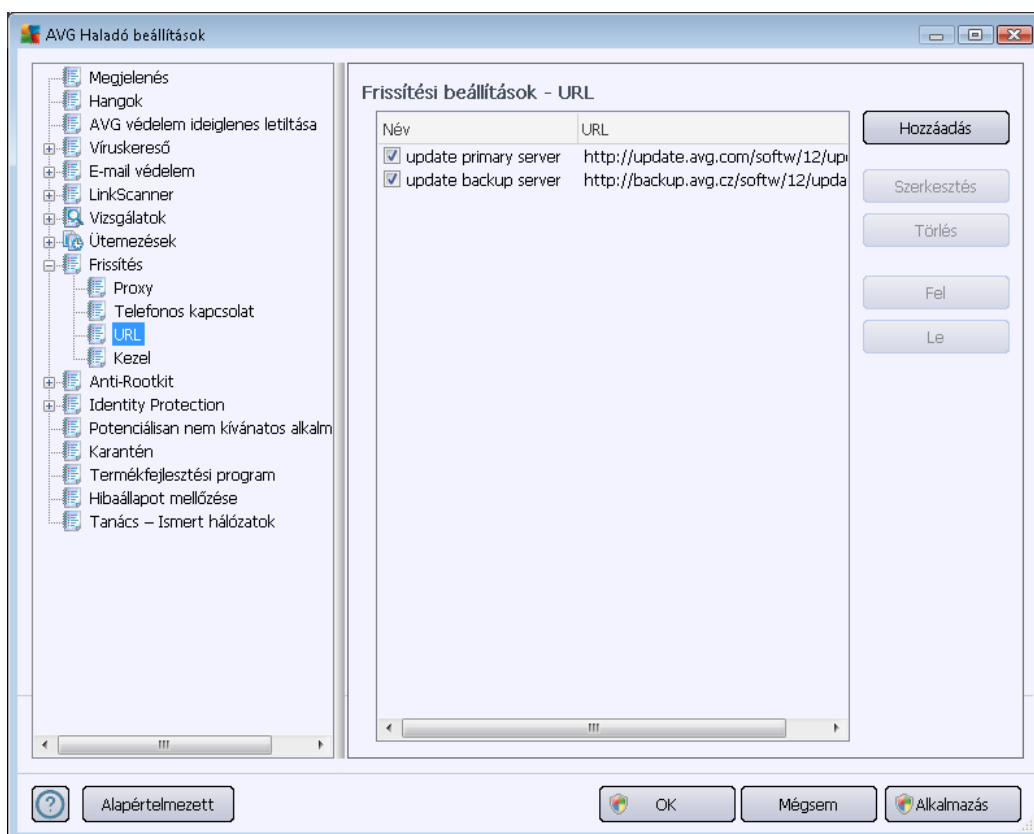 AVG Haladó beállítások
Megjelenés
Hangok
AVG védelem ideiglenes letiltása
Víruskereső
E-mail védelem
LinkScanner
Vizsgálatok
Ütemezések
Frissítés
Proxy
Telefonos kapcsolat
URL
Kezel
Anti-Rootkit
Identity Protection
Potenciálisan nem kívánatos alkalm
Karantén
Termékfejlesztési program
Hibaállapot mellőzése
Tanács – Ismert hálózatok
Frissítési beállítások - URL
Név URL
update primary server http://update.avg.com/softw/12/up
update backup server http://backup.avg.cz/softw/12/upda
Hozzáadás
Szerkesztés
Törlés
Fel
Le
Alapértelmezett
OK
Mégsem
Alkalmazás